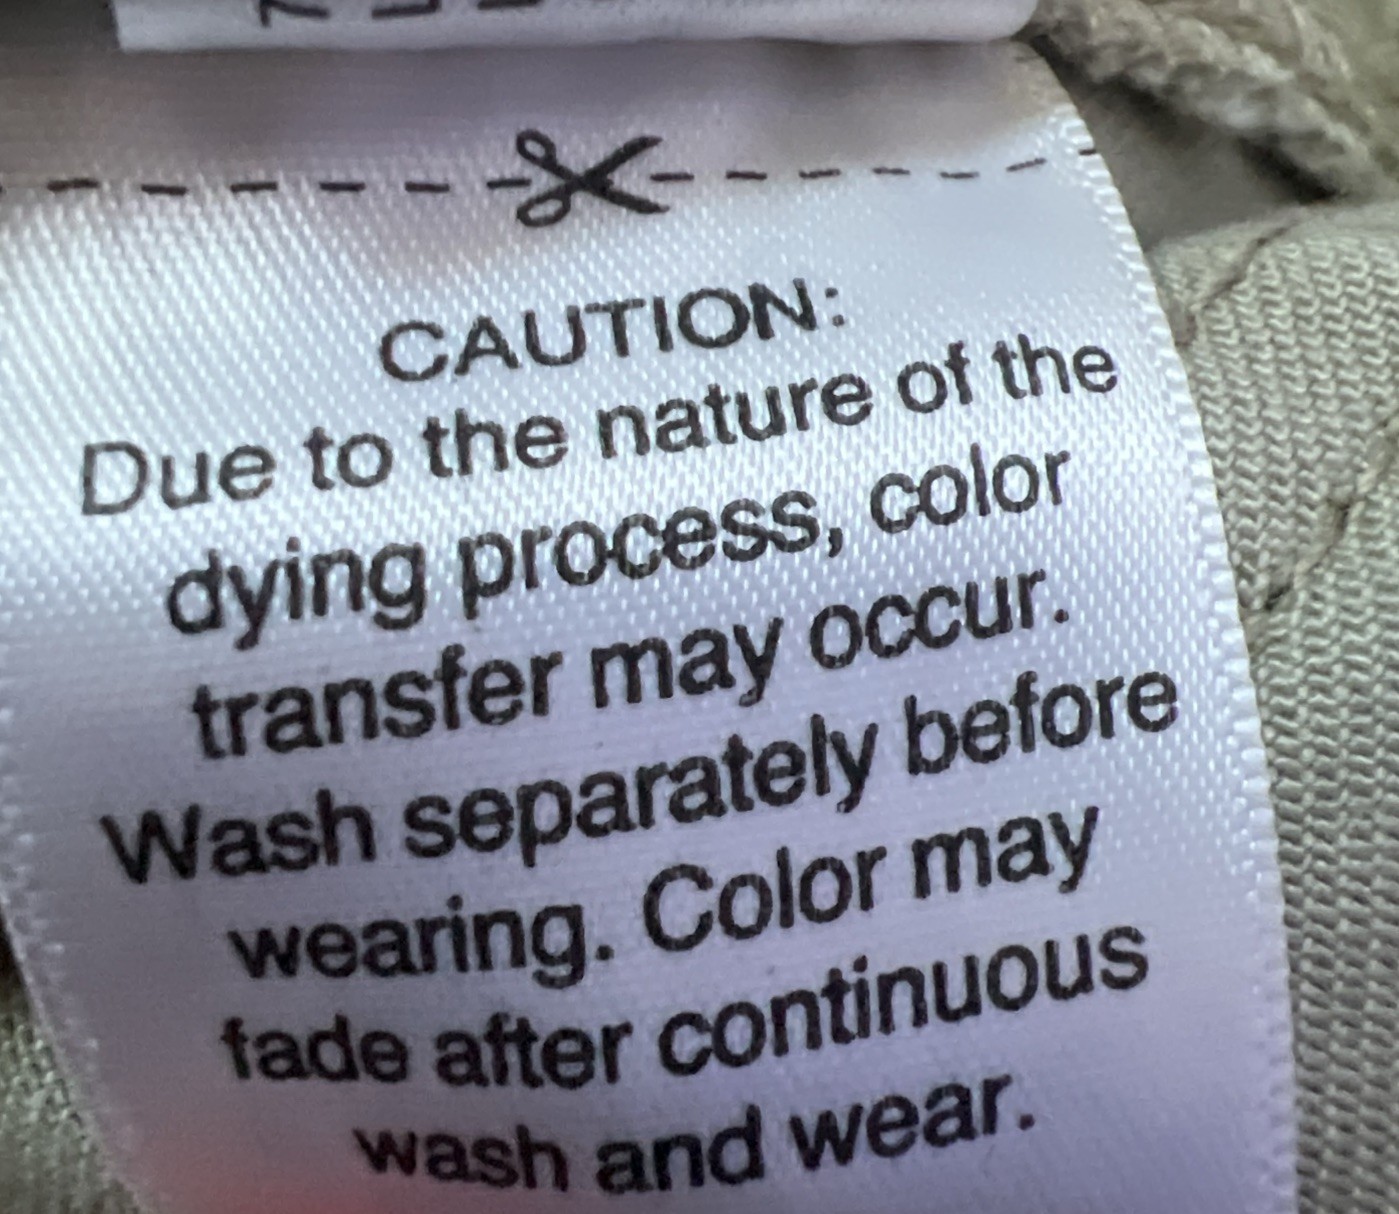 CAUTION:
Due to the nature of the
dying process, color
transfer may occur.
Wash separately before
wearing. Color may
fade after continuous
wash and wear.